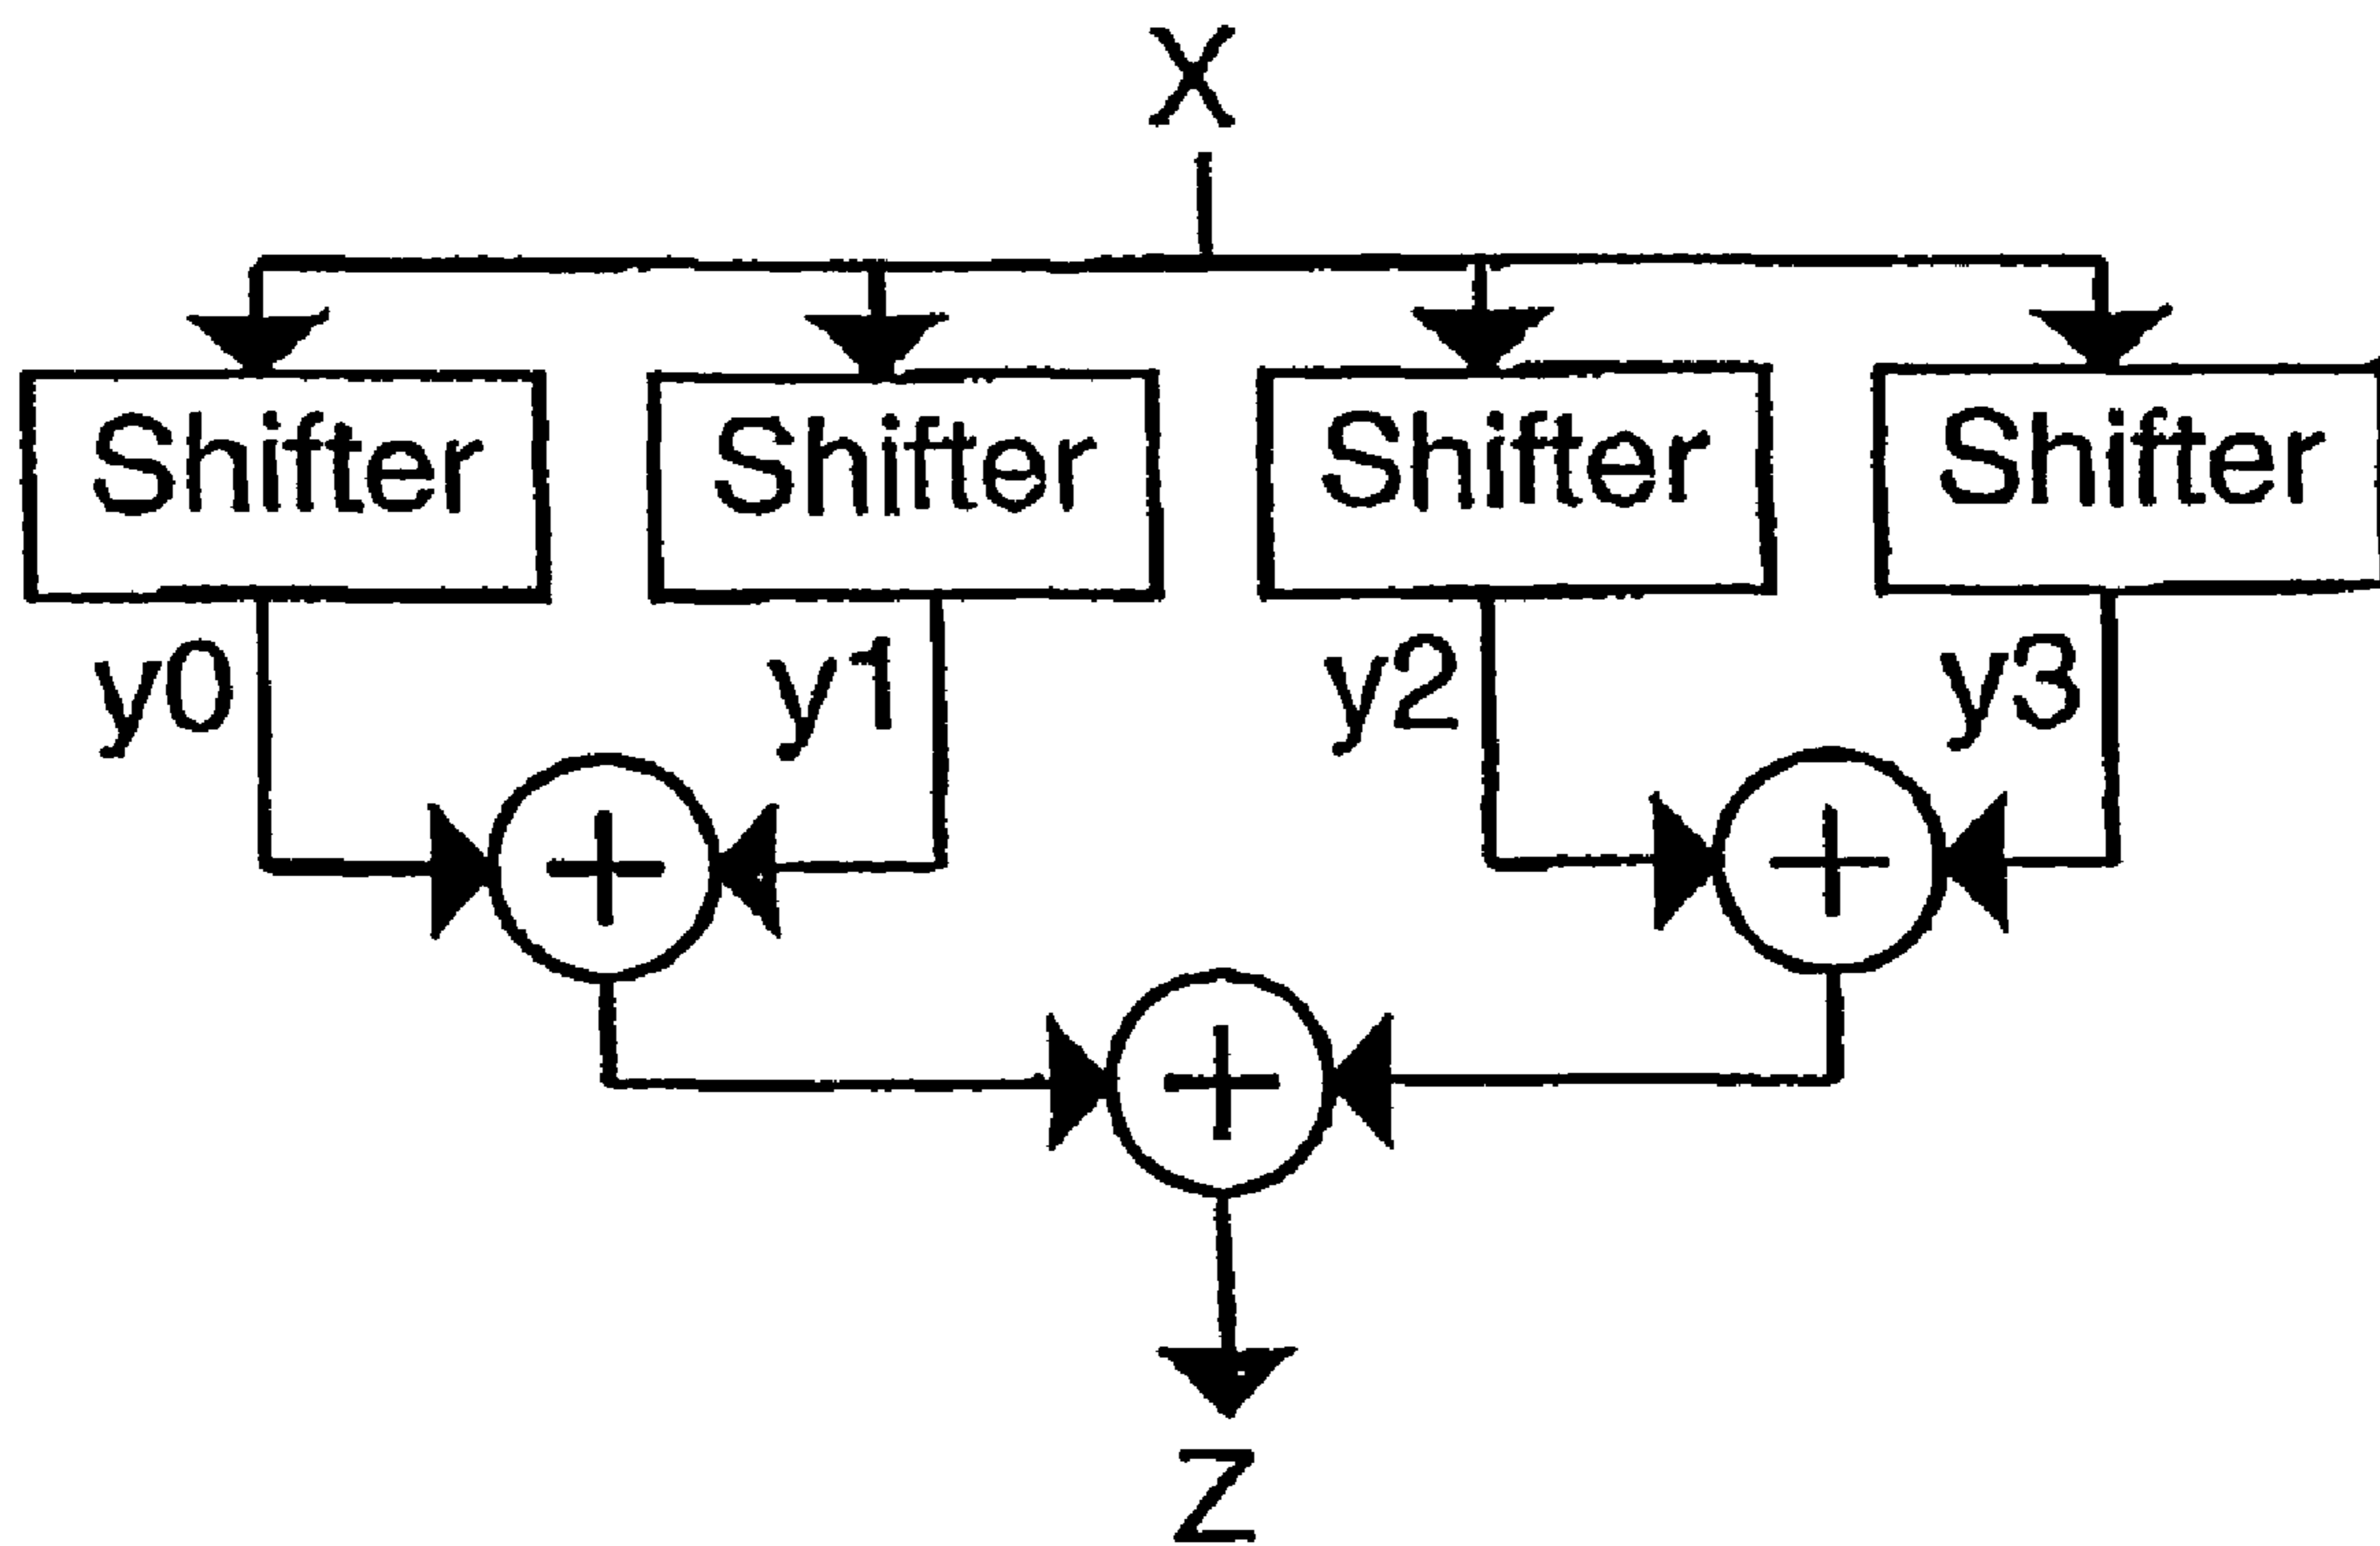 X
Shifter Shifter Shifter Shifter
y0 y1 y2 y3
+ +
+
Z